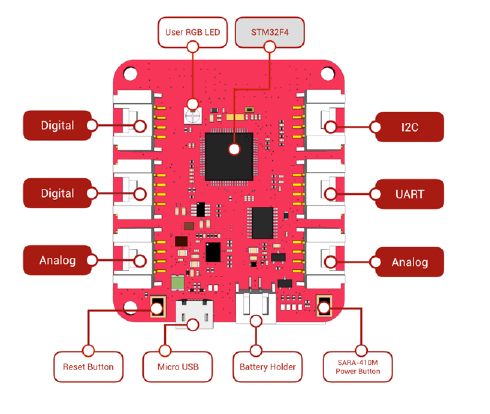 User RGB LED
STM32F4
Digital
I2C
Digital
UART
Analog
Analog
Reset Button
Micro USB
Battery Holder
SARA-410M
Power Button